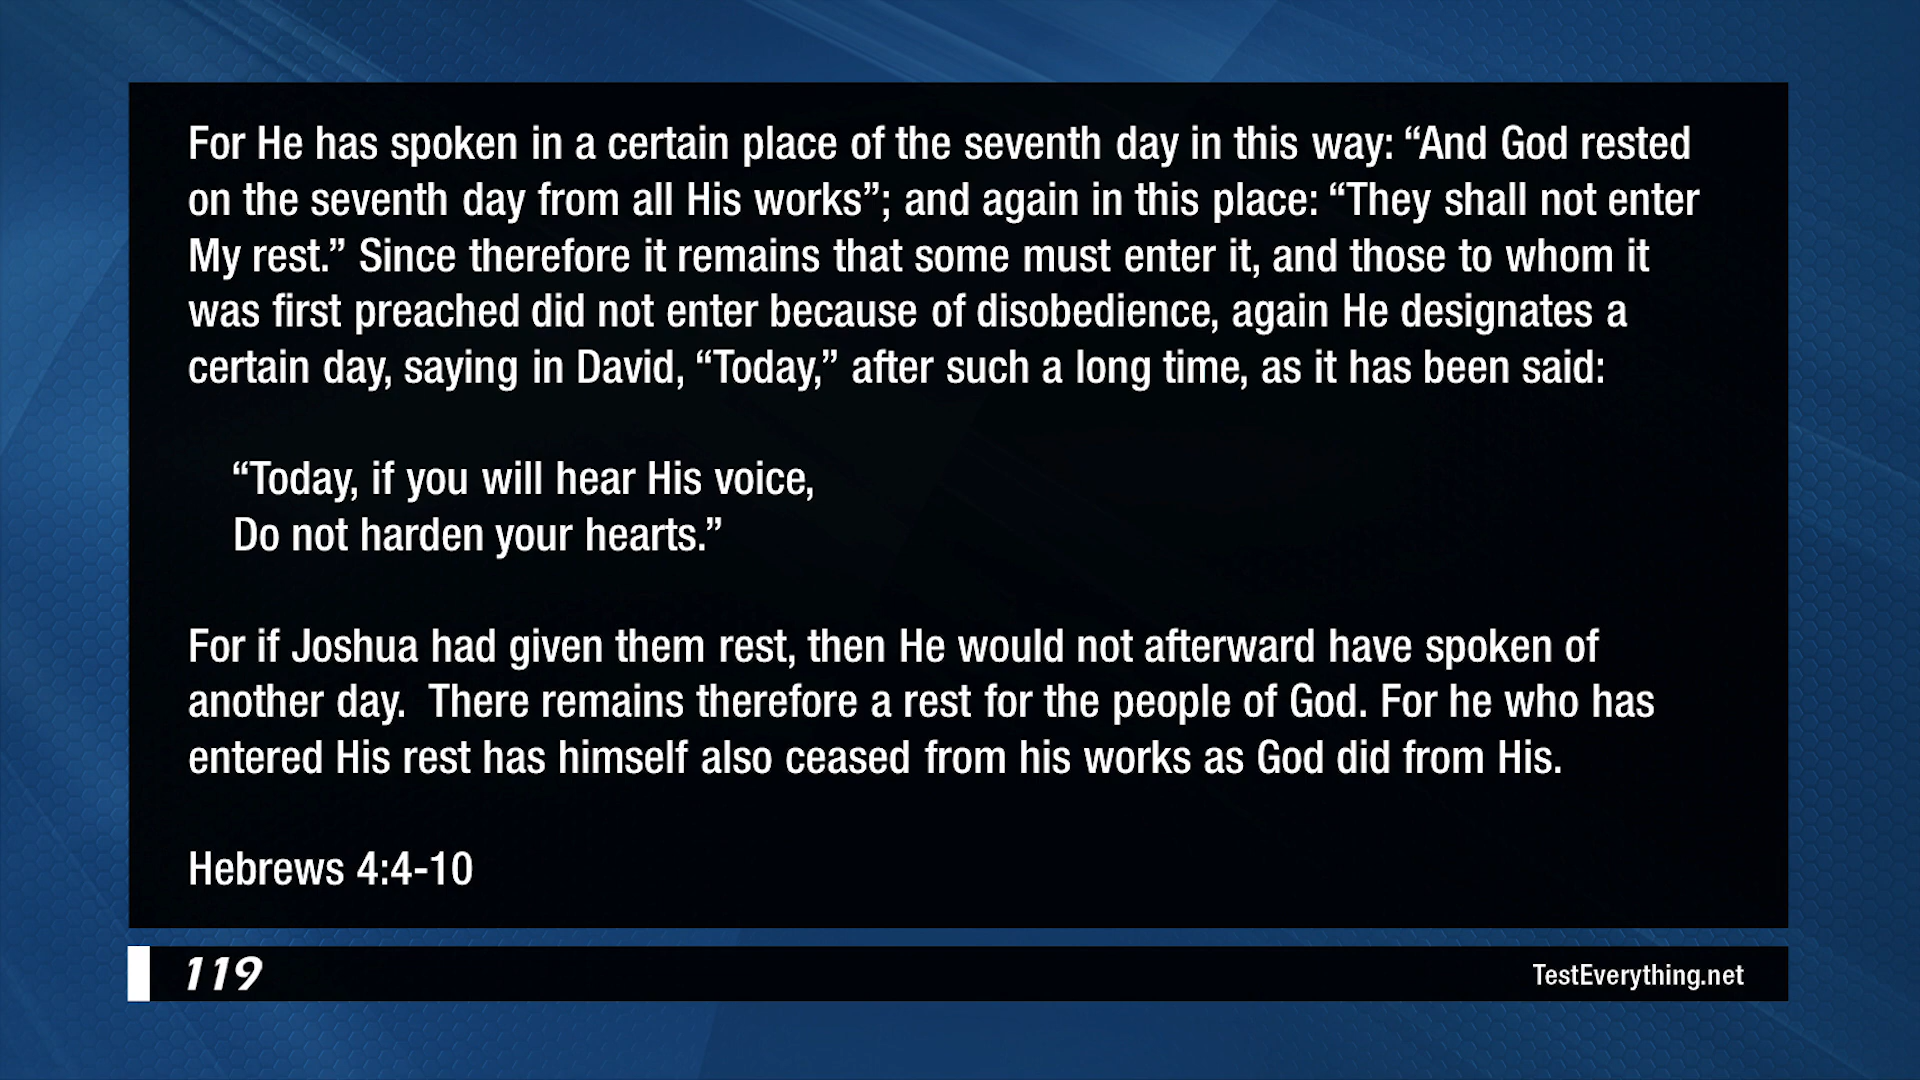 For He has spoken in a certain place of the seventh day in this way: “And God rested
on the seventh day from all His works”; and again in this place: “They shall not enter
My rest.” Since therefore it remains that some must enter it, and those to whom it
was first preached did not enter because of disobedience, again He designates a
certain day, saying in David, “Today,” after such a long time, as it has been said:
“Today, if you will hear His voice,
Do not harden your hearts.”
For if Joshua had given them rest, then He would not afterward have spoken of
another day.  There remains therefore a rest for the people of God. For he who has
entered His rest has himself also ceased from his works as God did from His.
Hebrews 4:4-10
119
TestEverything.net